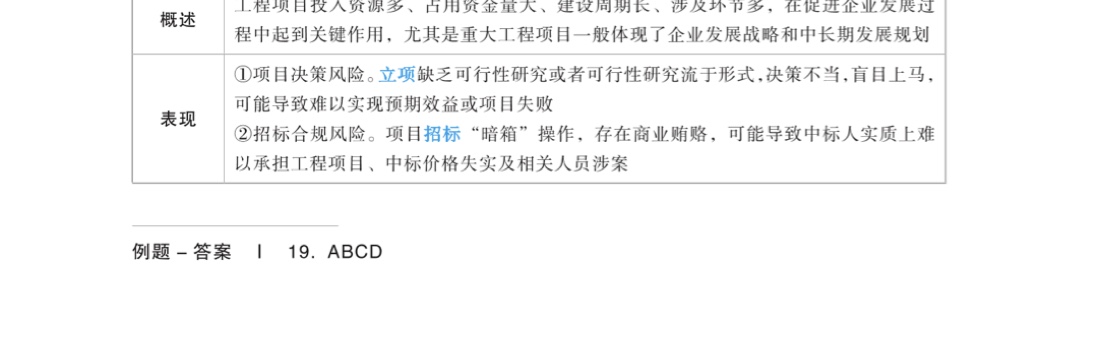 工程项目投入资源多、占用资金量大、建设周期长、涉及环节多，在促进企业发展过
概述
程中起到关键作用，尤其是重大工程项目一般体现了企业发展战略和中长期发展规划
①项目决策风险。立项缺乏可行性研究或者可行性研究流于形式，决策不当，盲目上马，
可能导致难以实现预期效益或项目失败
表现
②招标合规风险。项目招标“暗箱”操作，存在商业贿赂，可能导致中标人实质上难
以承担工程项目、中标价格失实及相关人员涉案
例题 – 答案 | 19. ABCD